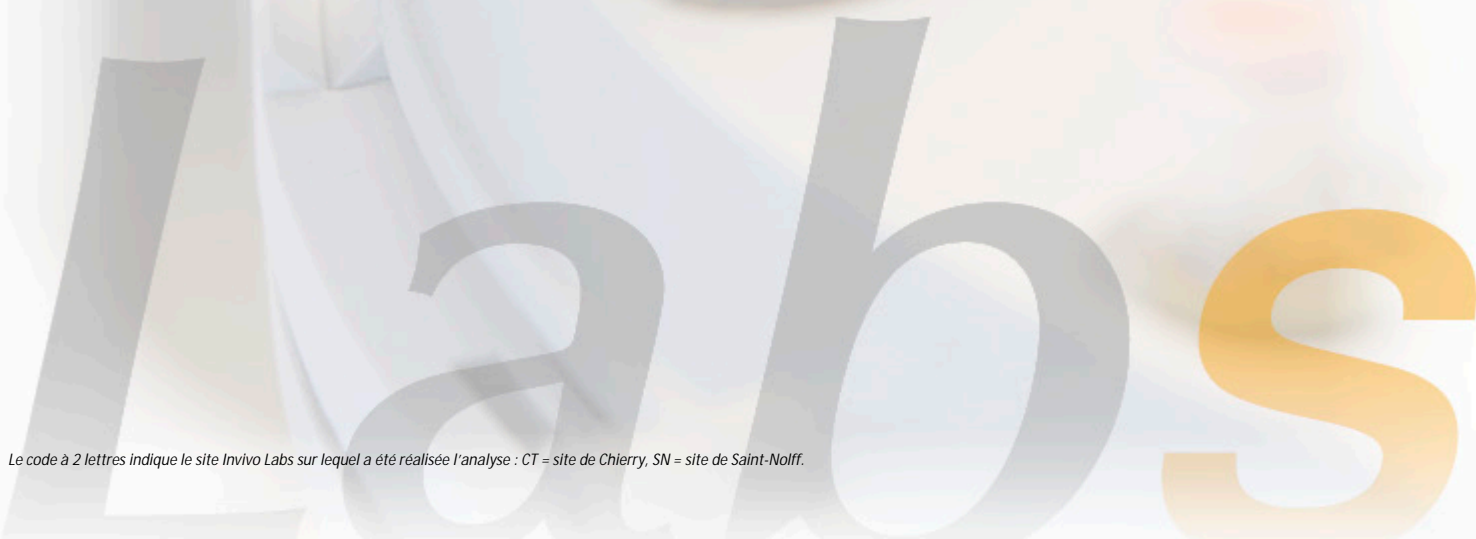 Labs
Le code à 2 lettres indique le site Invivo Labs sur lequel a été réalisée l'analyse : CT = site de Chierry, SN = site de Saint-Nolff.